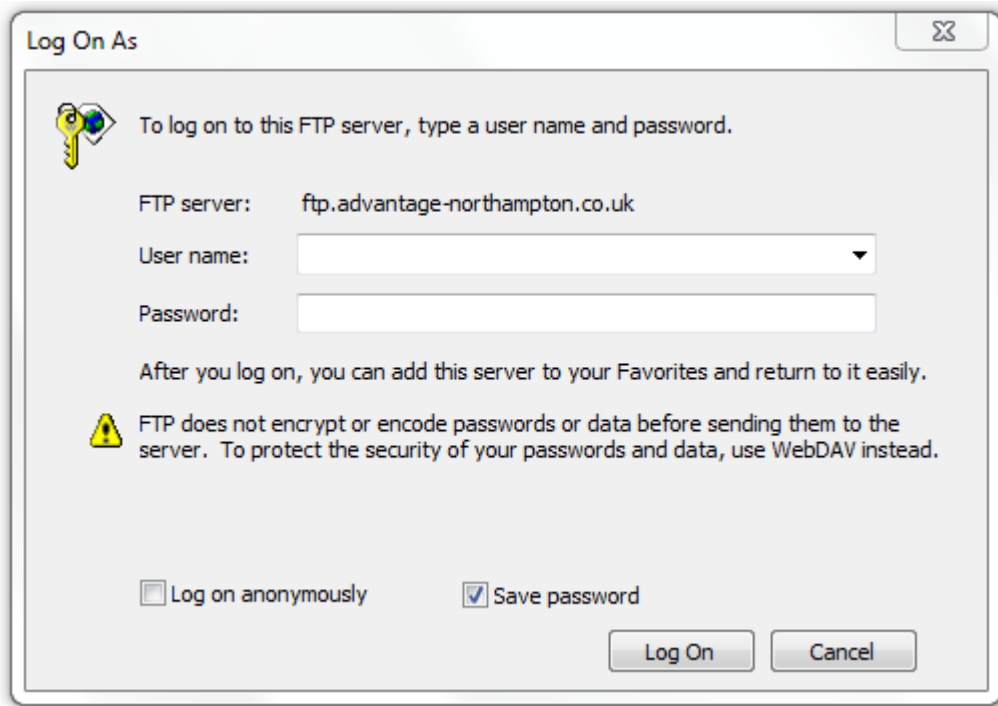 Log On As
To log on to this FTP server, type a user name and password.
FTP server: ftp.advantage-northampton.co.uk
User name:
Password:
After you log on, you can add this server to your Favorites and return to it easily.
FTP does not encrypt or encode passwords or data before sending them to the
server. To protect the security of your passwords and data, use WebDAV instead.
Log on anonymously Save password
Log On Cancel